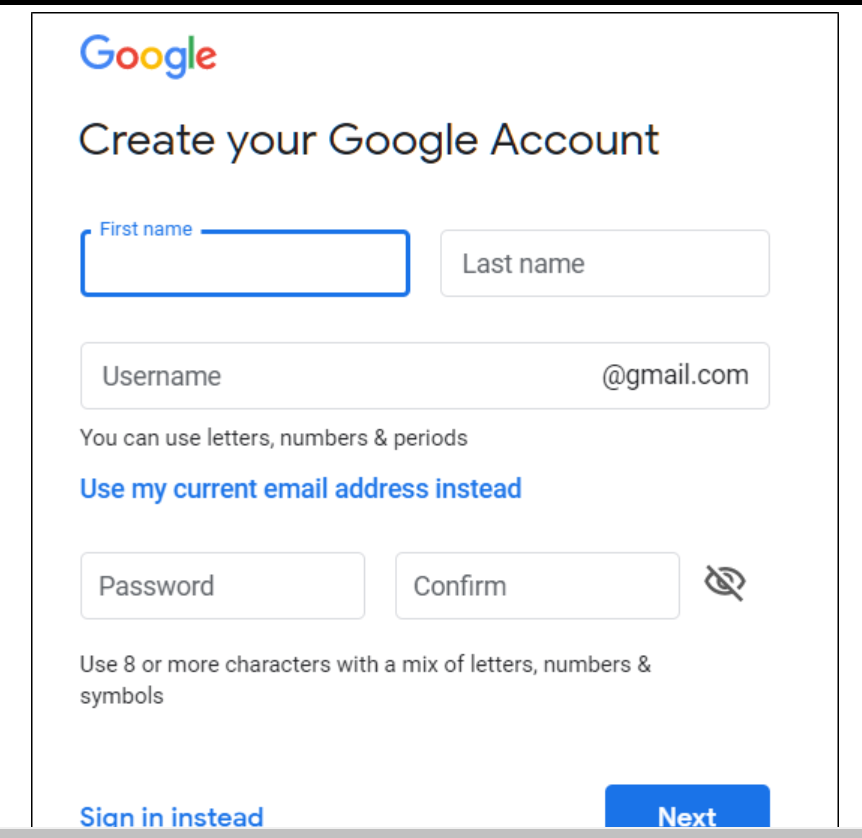 Google
Create your Google Account
First name
Last name
Username @gmail.com
You can use letters, numbers & periods
Use my current email address instead
Password Confirm
Use 8 or more characters with a mix of letters, numbers &
symbols
Sign in instead Next